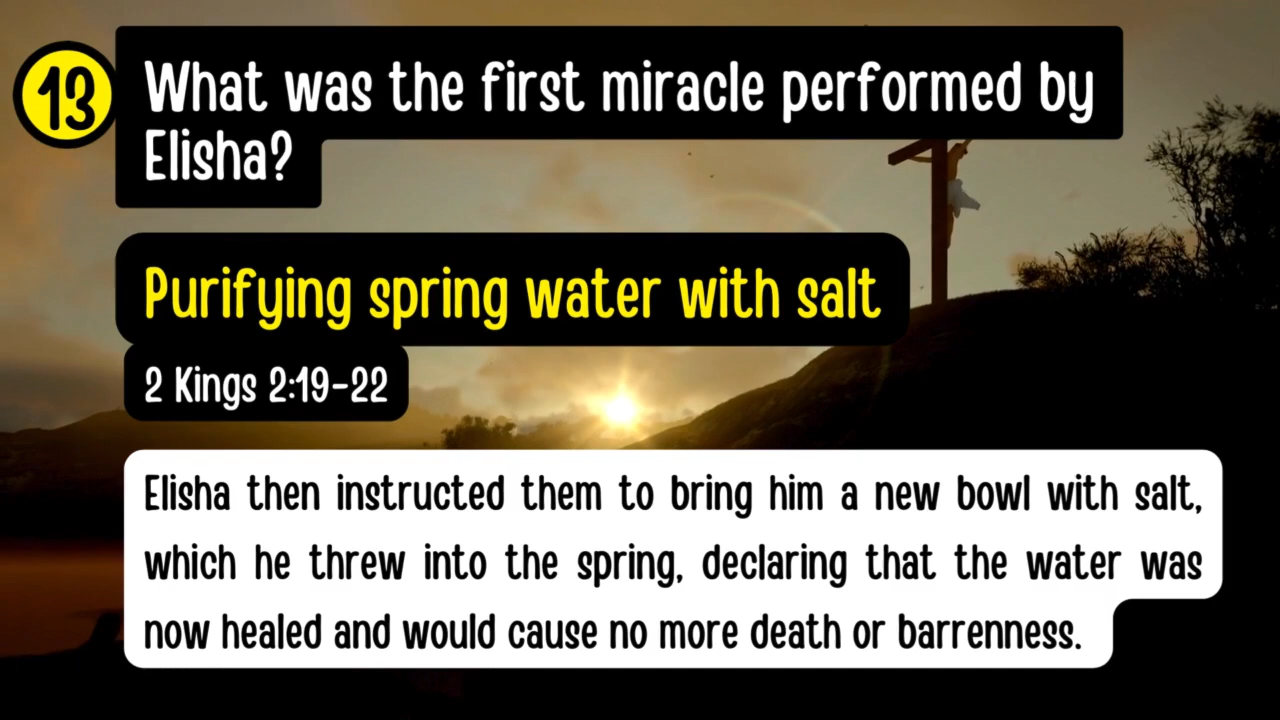 13
What was the first miracle performed by
Elisha?
Purifying spring water with salt
2 Kings 2:19-22
Elisha then instructed them to bring him a new bowl with salt,
which he threw into the spring, declaring that the water was
now healed and would cause no more death or barrenness.